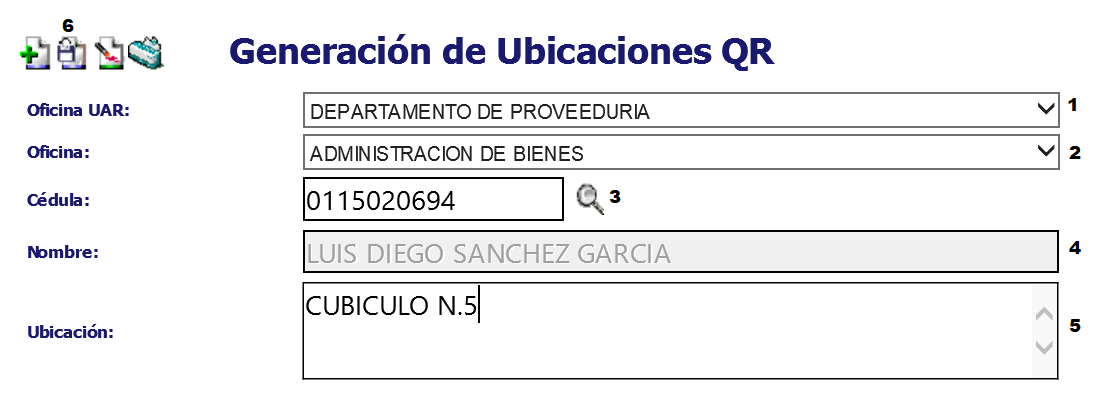 6
Generación de Ubicaciones QR
Oficina UAR: DEPARTAMENTO DE PROVEEDURIA 1
Oficina: ADMINISTRACION DE BIENES 2
Cédula: 0115020694 3
Nombre: LUIS DIEGO SANCHEZ GARCIA 4
Ubicación: CUBICULO N.5 5